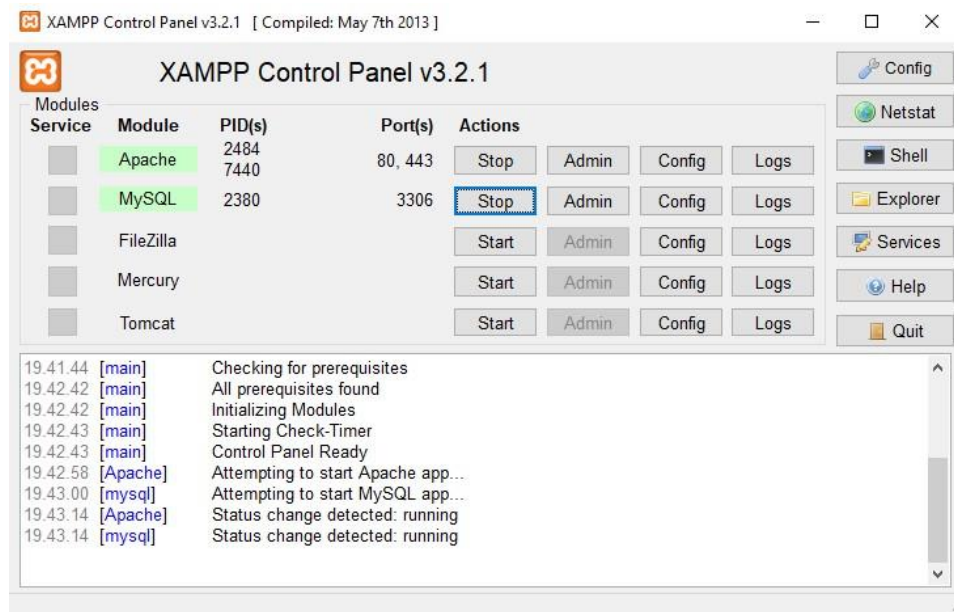 XAMPP Control Panel v3.2.1 [ Compiled: May 7th 2013 ]
XAMPP Control Panel v3.2.1
Config
Modules
Netstat
Service Module PID(s) Port(s) Actions
Apache 2484 7440 80, 443 Stop Admin Config Logs
Shell
MySQL 2380 3306 Stop Admin Config Logs
Explorer
FileZilla Start Admin Config Logs
Services
Mercury Start Admin Config Logs
Help
Tomcat Start Admin Config Logs
Quit
19.41.44 [main] Checking for prerequisites
19.42.42 [main] All prerequisites found
19.42.42 [main] Initializing Modules
19.42.43 [main] Starting Check-Timer
19.42.43 [main] Control Panel Ready
19.42.58 [Apache] Attempting to start Apache app...
19.43.00 [mysql] Attempting to start MySQL app...
19.43.14 [Apache] Status change detected: running
19.43.14 [mysql] Status change detected: running